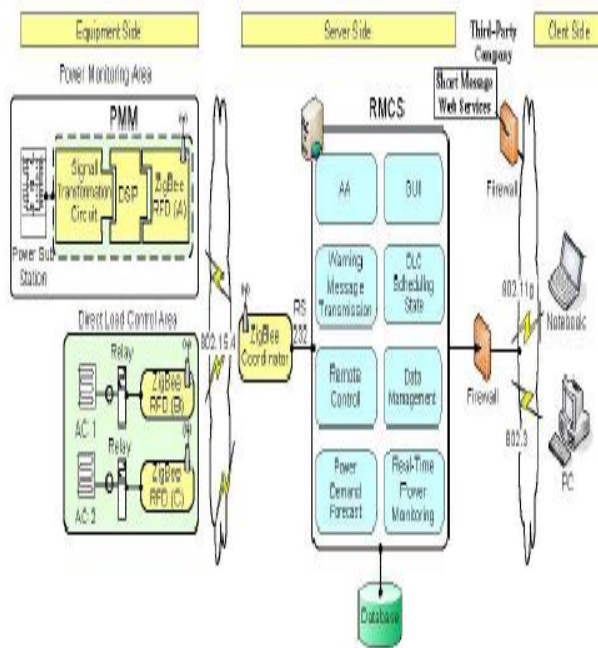 Equipment Side
Server Side
Third-Party
Company
Client Side
Power Monitoring Area
Short Message
Web Services
PMM
RMCS
Signal
Transformation
Circuit
DSP
ZigBee
RFD (A)
AA
GUI
Firewall
Power Sub
Station
Warning
Message
Transmission
DLC
Scheduling
State
802.11g
Notebook
Direct Load Control Area
802.15.4
ZigBee
Coordinator
RS
232
Relay
ZigBee
RFD (B)
AC 1
Remote
Control
Data
Management
Firewall
802.3
PC
Relay
ZigBee
RFD (C)
AC 2
Power
Demand
Forecast
Real-Time
Power
Monitoring
Database